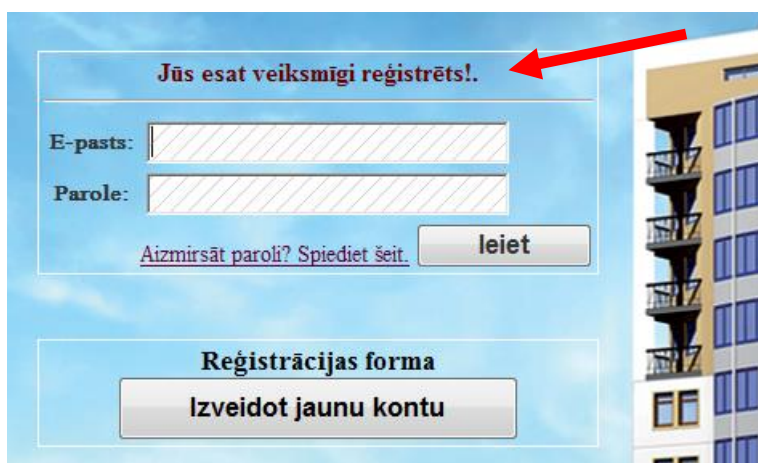 Jūs esat veiksmīgi reģistrēts!.
E-pasts:
Parole:
Aizmirsāt paroli? Spiediet šeit.
Ieiet
Reģistrācijas forma
Izveidot jaunu kontu